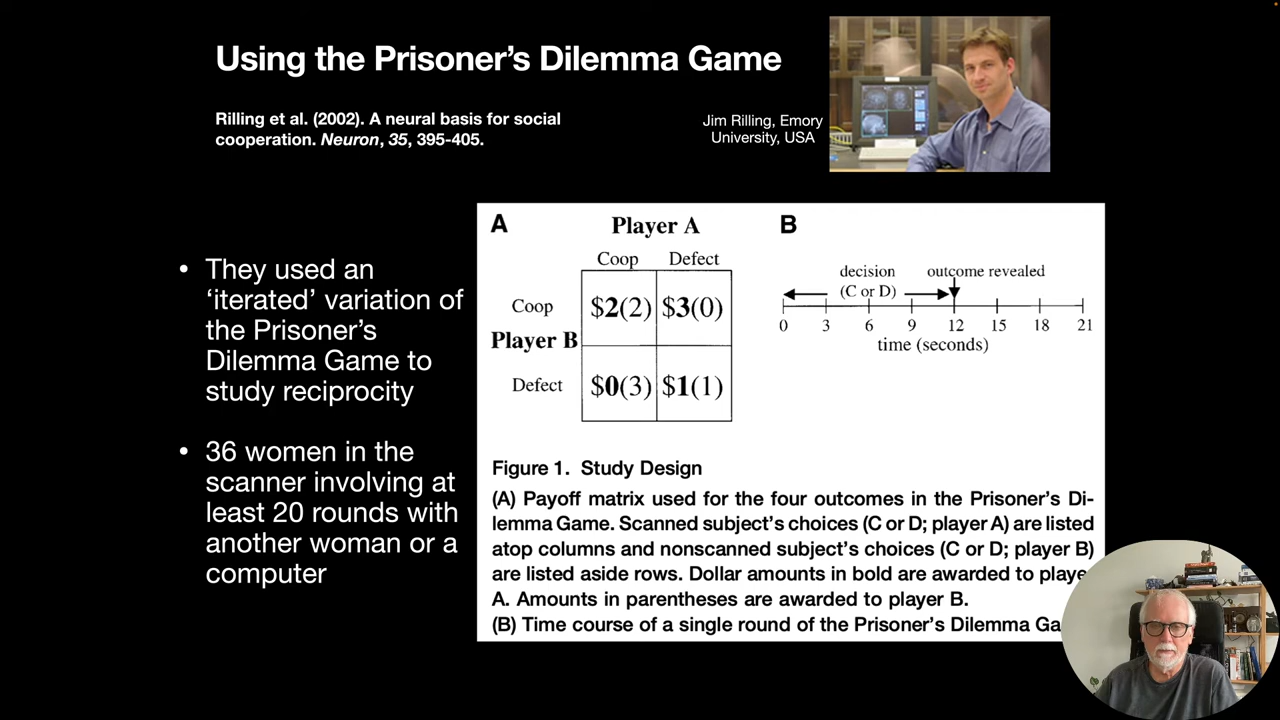 Using the Prisoner’s Dilemma Game
Rilling et al. (2002). A neural basis for social
cooperation. Neuron, 35, 395-405.
Jim Rilling, Emory
University, USA
• They used an
‘iterated’ variation of
the Prisoner’s
Dilemma Game to
study reciprocity
• 36 women in the
scanner involving at
least 20 rounds with
another woman or a
computer
A
Player A
Coop Defect
Coop $2(2) $3(0)
Player B
Defect $0(3) $1(1)
B
decision outcome revealed
(C or D)
0 3 6 9 12 15 18 21
time (seconds)
Figure 1. Study Design
(A) Payoff matrix used for the four outcomes in the Prisoner’s Di-
lemma Game. Scanned subject’s choices (C or D; player A) are listed
atop columns and nonscanned subject’s choices (C or D; player B)
are listed aside rows. Dollar amounts in bold are awarded to playe
A. Amounts in parentheses are awarded to player B.
(B) Time course of a single round of the Prisoner’s Dilemma Ga